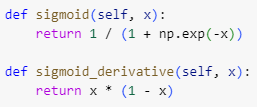 def sigmoid(self, x):
    return 1 / (1 + np.exp(-x))

def sigmoid_derivative(self, x):
    return x * (1 - x)